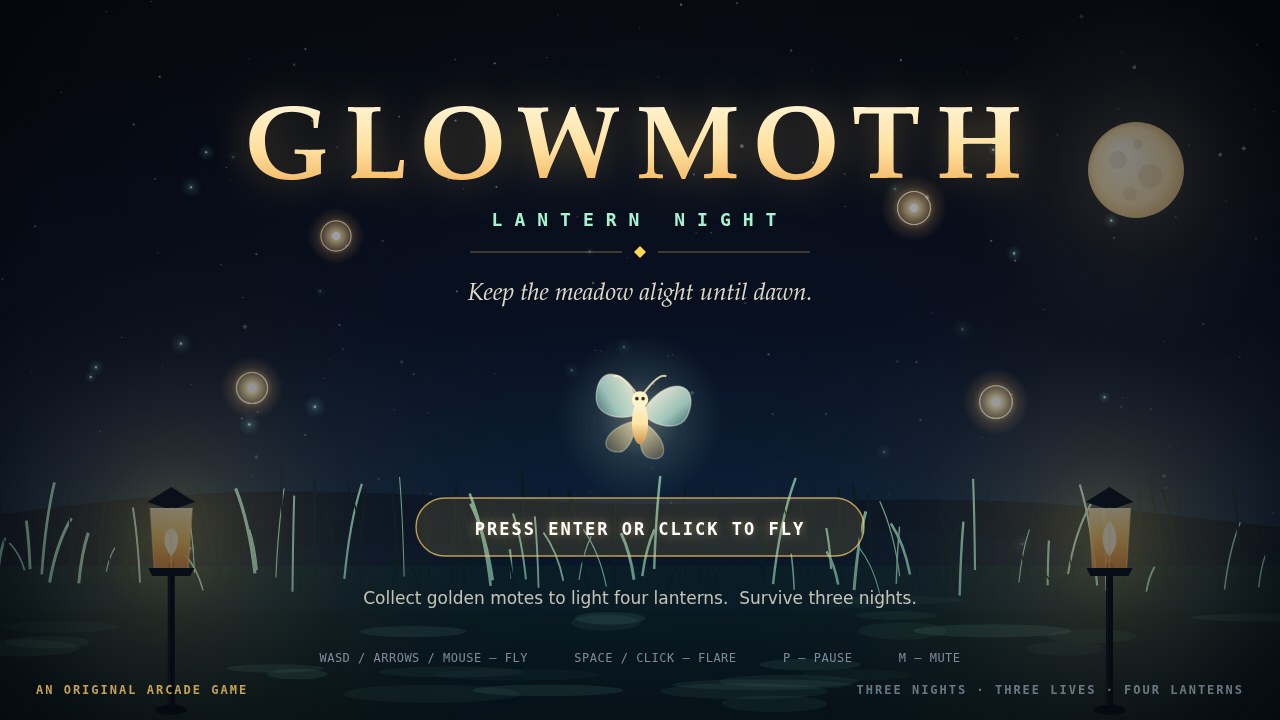 GLOWMOTH
LANTERN NIGHT
Keep the meadow alight until dawn.
PRESS ENTER OR CLICK TO FLY
Collect golden motes to light four lanterns. Survive three nights.
WASD / ARROWS / MOUSE — FLY SPACE / CLICK — FLARE P — PAUSE M — MUTE
AN ORIGINAL ARCADE GAME THREE NIGHTS · THREE LIVES · FOUR LANTERNS